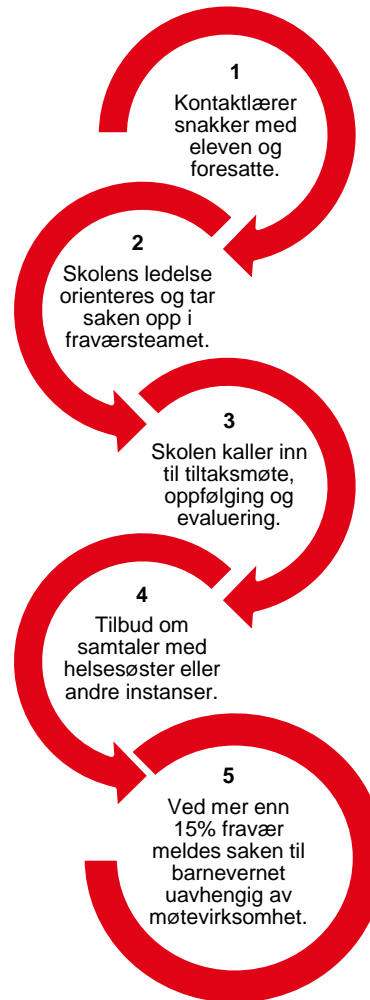 1
Kontaktlærer
snakker med
eleven og
foresatte.
2
Skolens ledelse
orienteres og tar
saken opp i
fraværsteamet.
3
Skolen kaller inn
til tiltaksmøte,
oppfølging og
evaluering.
4
Tilbud om
samtaler med
helsesøster eller
andre instanser.
5
Ved mer enn
15% fravær
meldes saken til
barnevernet
uavhengig av
møtevirksomhet.